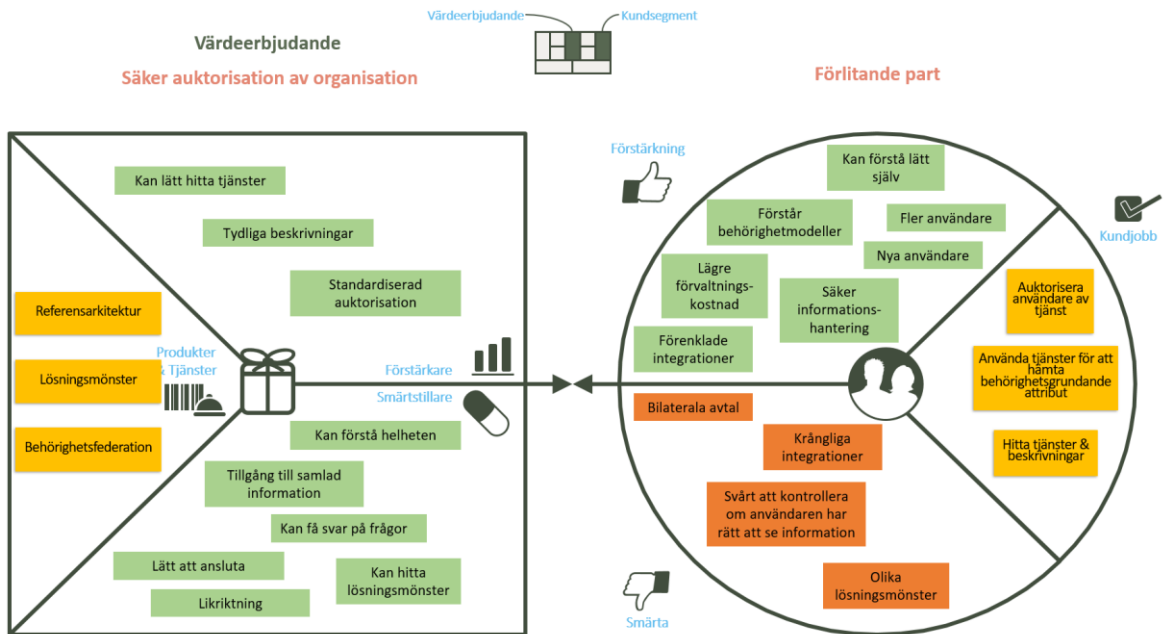 Värdeerbjudande
Kundsegment
Värdeerbjudande
Säker auktorisation av organisation
Förlitande part
Kan lätt hitta tjänster
Tydliga beskrivningar
Standardiserad
auktorisation
Referensarkitektur
Lösningsmönster
Behörighetsfederation
Produkter
& Tjänster
Förstärkare
Smärtstillare
Kan förstå helheten
Tillgång till samlad
information
Kan få svar på frågor
Lätt att ansluta
Kan hitta
lösningsmönster
Likriktning
Förstärkning
Kan förstå lätt
själv
Förstår
behörighetmodeller
Fler användare
Nya användare
Lägre
förvaltnings-
kostnad
Säker
informations-
hantering
Förenklade
integrationer
Kundjobb
Auktorisera
användare av
tjänst
Använda tjänster för att
hämta
behörighetsgrundande
attribut
Hitta tjänster &
beskrivningar
Bilaterala avtal
Krångliga
integrationer
Svårt att kontrollera
om användaren har
rätt att se information
Olika
lösningsmönster
Smärta